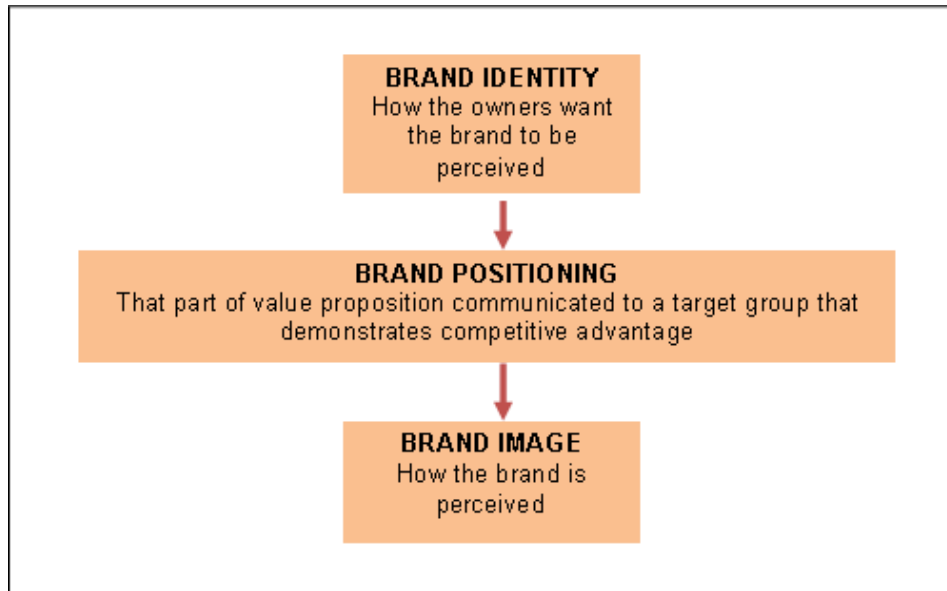 BRAND IDENTITY
How the owners want
the brand to be
perceived
BRAND POSITIONING
That part of value proposition communicated to a target group that
demonstrates competitive advantage
BRAND IMAGE
How the brand is
perceived